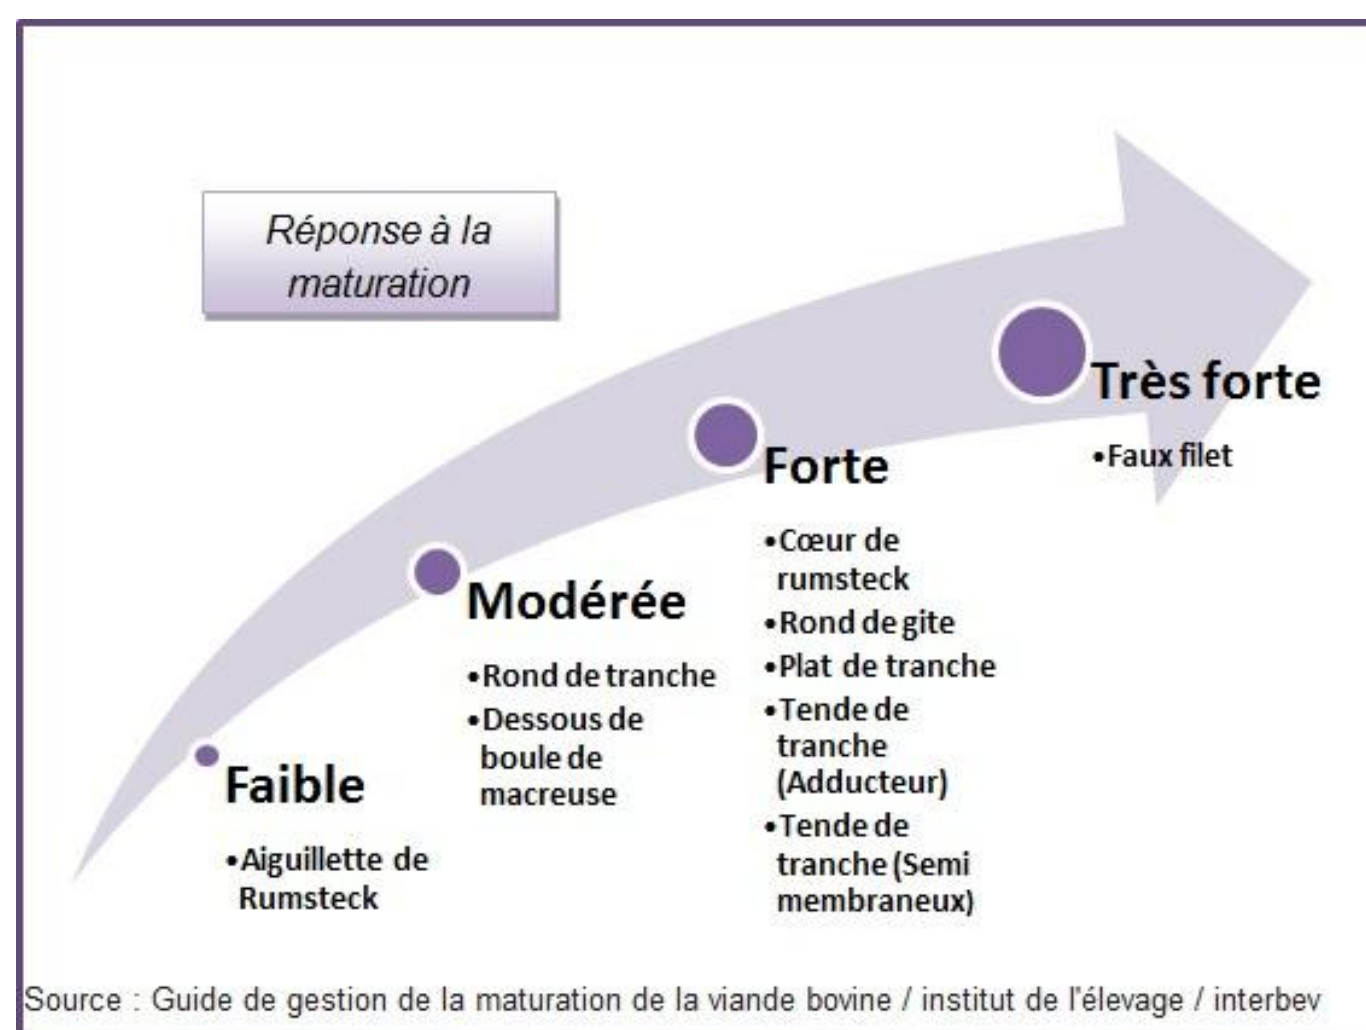 Réponse à la
maturation
Très forte
•Faux filet
Forte
•Cœur de
rumsteck
•Rond de gite
•Plat de tranche
•Tende de
tranche
(Adducteur)
•Tende de
tranche (Semi
membraneux)
Modérée
•Rond de tranche
•Dessous de
boule de
macreuse
Faible
•Aiguillette de
Rumsteck
Source : Guide de gestion de la maturation de la viande bovine / institut de l'élevage / interbev